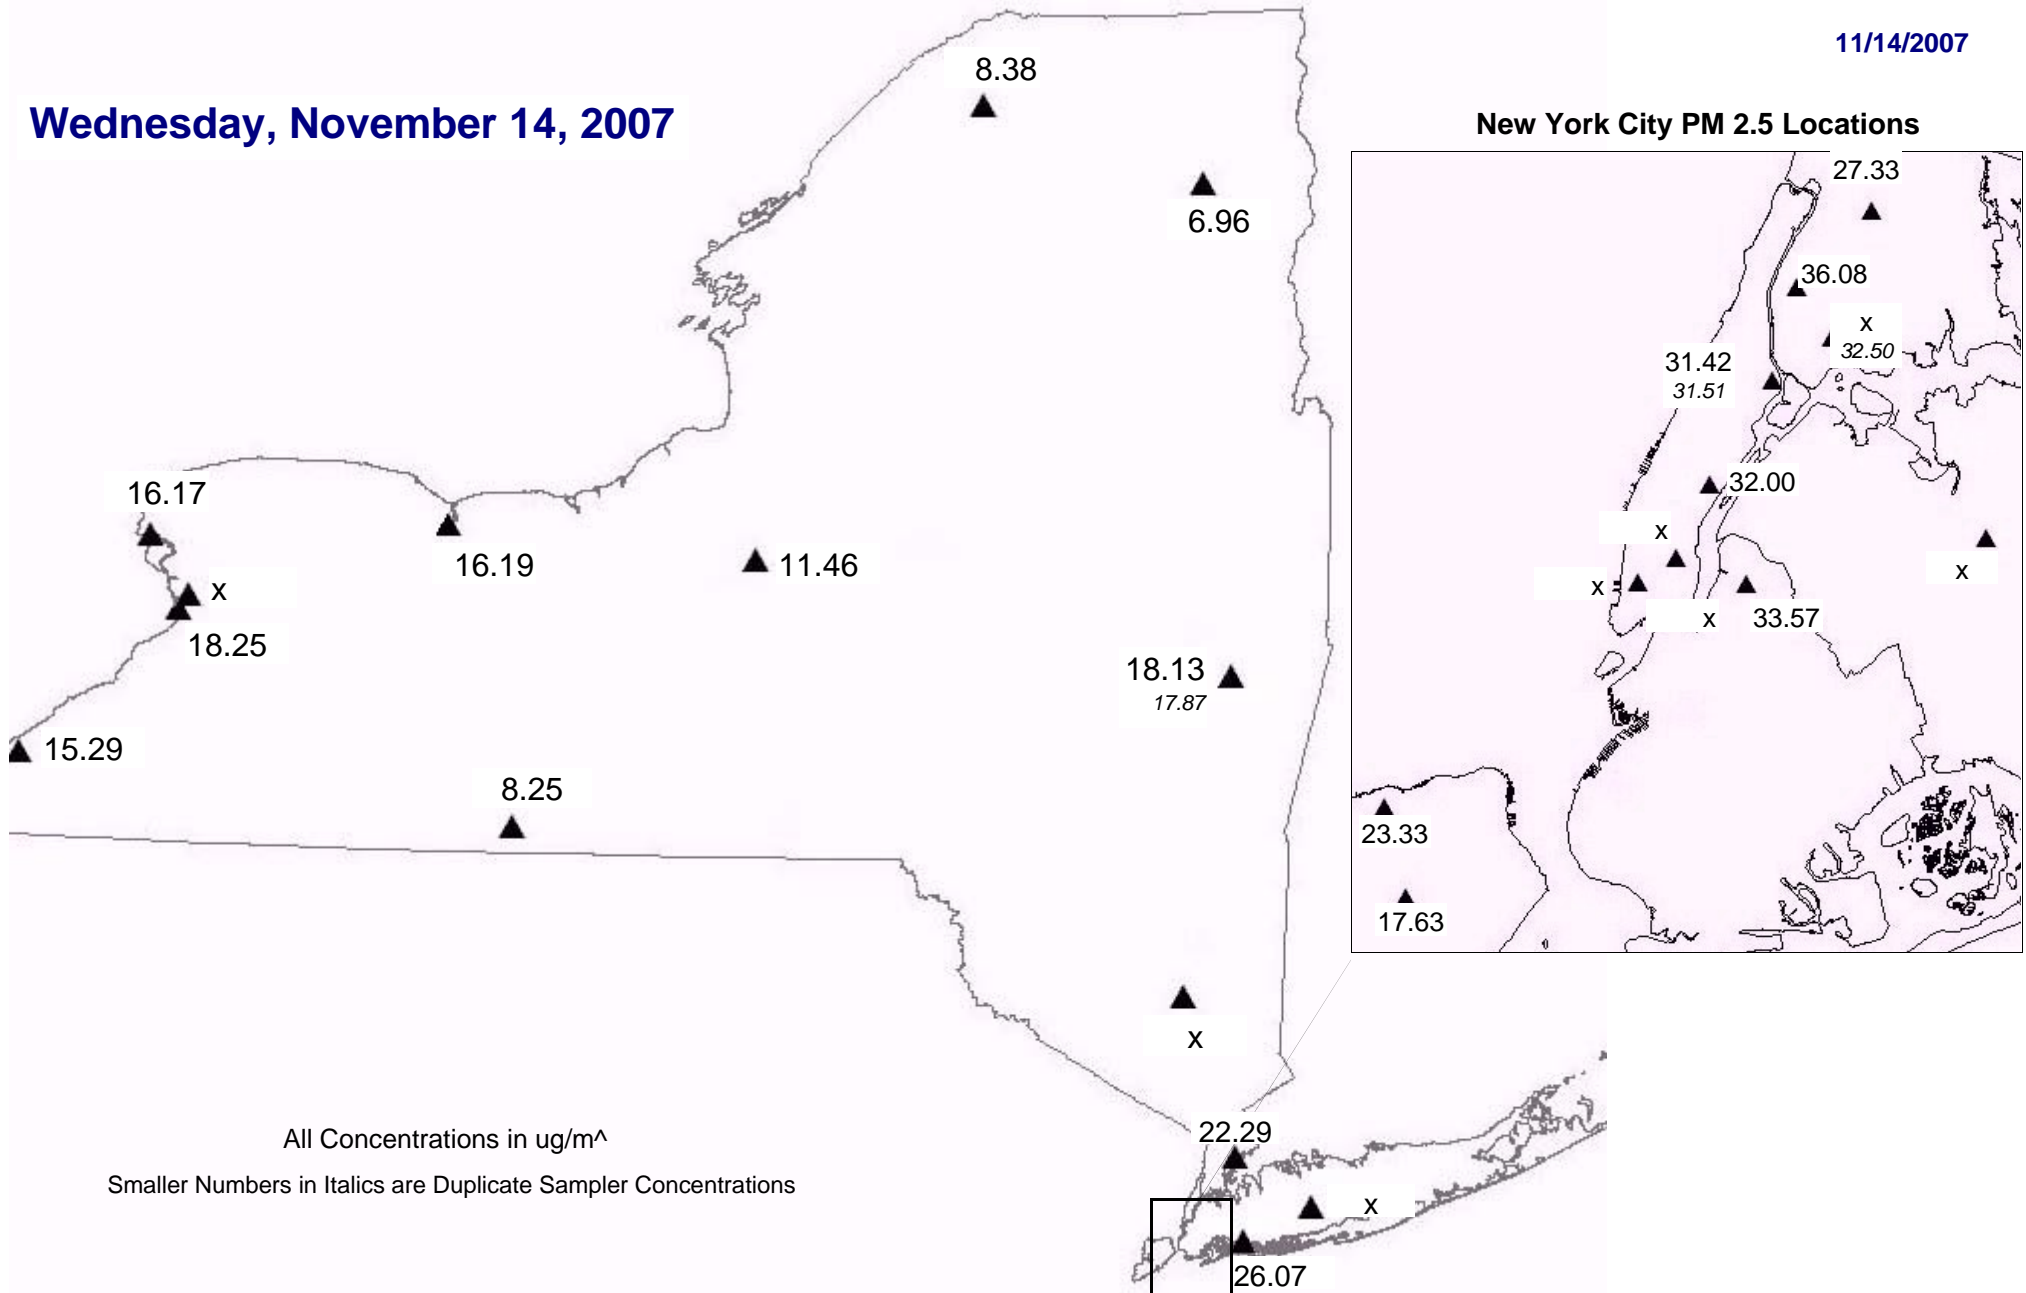 11/14/2007
Wednesday, November 14, 2007
New York City PM 2.5 Locations
8.38
6.96
16.17
16.19
11.46
x
18.25
18.13
17.87
15.29
8.25
x
22.29
x
26.07
27.33
36.08
x
32.50
31.42
31.51
32.00
x
x
x
x
33.57
23.33
17.63
All Concentrations in ug/m^
Smaller Numbers in Italics are Duplicate Sampler Concentrations